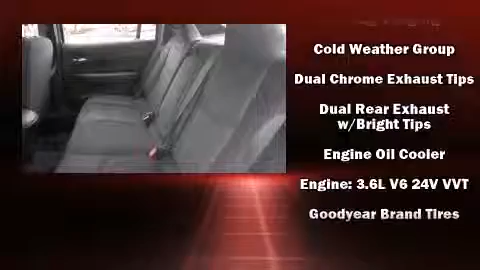 Cold Weather Group
Dual Chrome Exhaust Tips
Dual Rear Exhaust
w/Bright Tips
Engine Oil Cooler
Engine: 3.6L V6 24V VVT
Goodyear Brand Tires